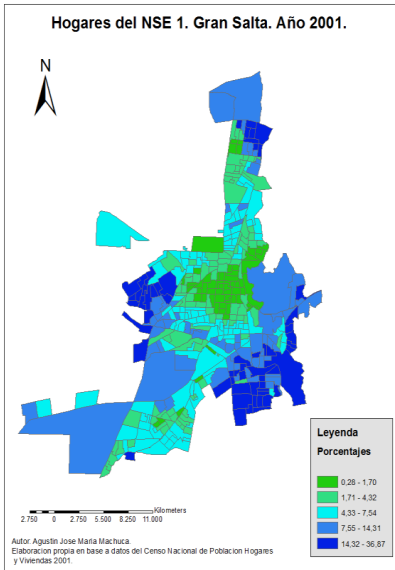 Hogares del NSE 1. Gran Salta. Año 2001.
N
Leyenda
Porcentajes
0,28 - 1,70
1,71 - 4,32
4,33 - 7,54
7,55 - 14,31
14,32 - 36,87
Kilometers
2.750 0 2.750 5.500 8.250 11.000
Autor. Agustin Jose Maria Machuca.
Elaboracion propia en base a datos del Censo Nacional de Poblacion Hogares
y Viviendas 2001.